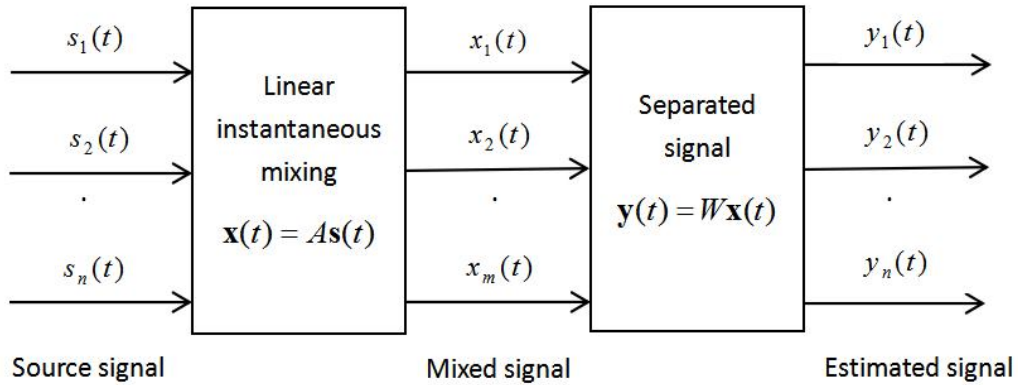 s₁(t)
s₂(t)
.
sₙ(t)
Source signal
Linear
instantaneous
mixing
x(t) = As(t)
x₁(t)
x₂(t)
.
xₘ(t)
Mixed signal
Separated
signal
y(t) = Wx(t)
y₁(t)
y₂(t)
.
yₙ(t)
Estimated signal